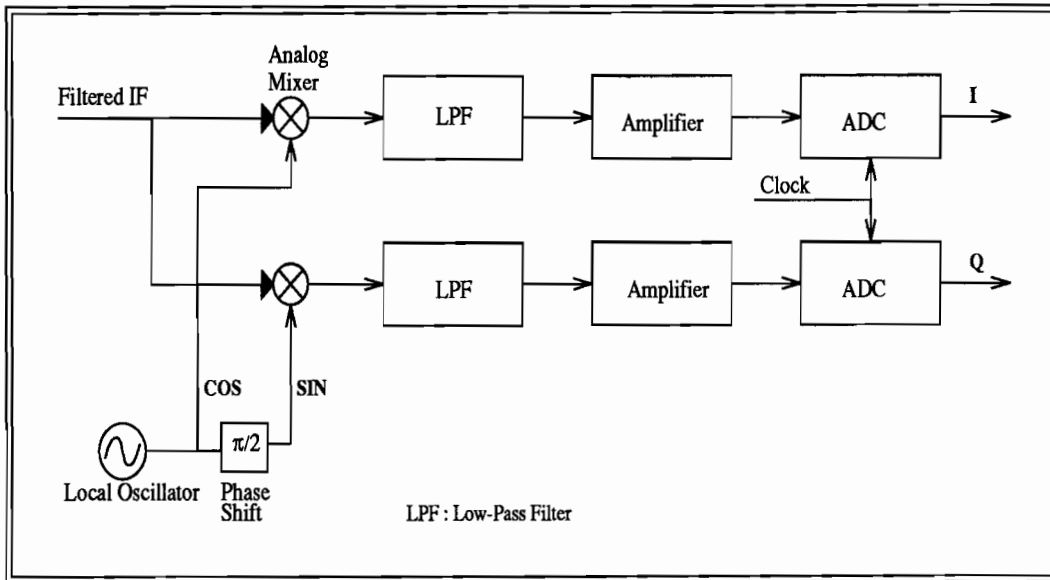 Analog
Mixer
Filtered IF
LPF
Amplifier
ADC
I
Clock
LPF
Amplifier
ADC
Q
COS
SIN
π/2
Local Oscillator
Phase
Shift
LPF : Low-Pass Filter